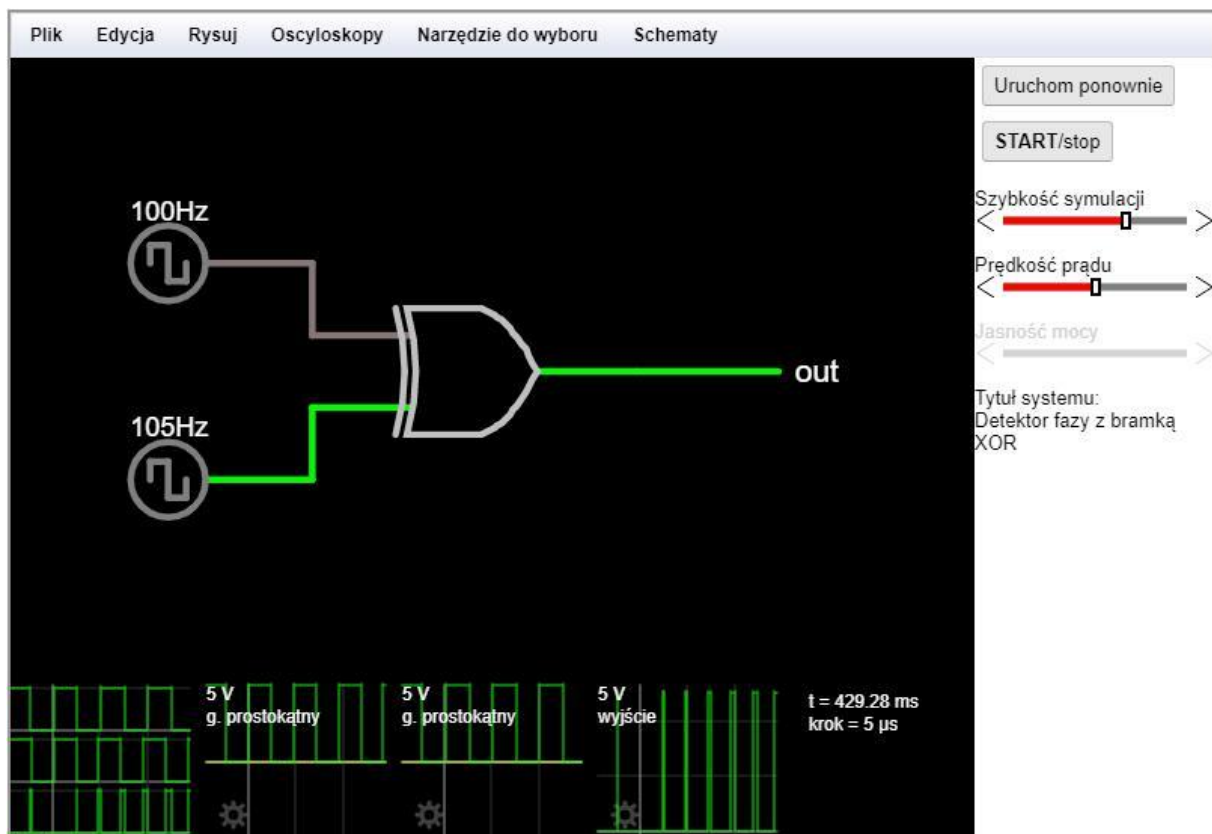 Plik Edycja Rysuj Oscyloskopy Narzędzie do wyboru Schematy
Uruchom ponownie
START/stop
Szybkość symulacji
Prędkość prądu
Jasność mocy
Tytuł systemu:
Detektor fazy z bramką
XOR
100Hz
105Hz
out
5 V
g. prostokątny
5 V
g. prostokątny
5 V
wyjście
t = 429.28 ms
krok = 5 µs